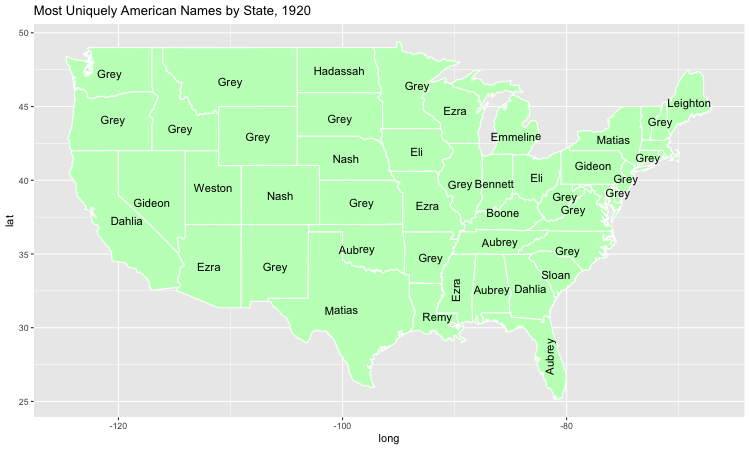 Most Uniquely American Names by State, 1920
50
45
40
35
30
25
lat
Grey
Grey
Hadassah
Grey
Ezra
Leighton
Grey
Grey
Grey
Grey
Grey
Emmeline
Matias
Eli
Nash
Grey
Weston
Nash
Grey
Ezra
Grey
Bennett
Eli
Gideon
Grey
Grey
Gideon
Dahlia
Boone
Grey
Grey
Aubrey
Aubrey
Grey
Ezra
Grey
Grey
Sloan
Matias
Remy
Ezra
Aubrey
Dahlia
Aubrey
-120
-100
-80
long